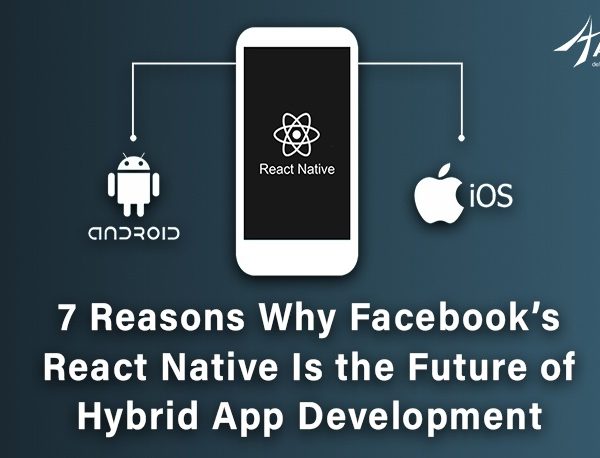 React Native
ANDROID
iOS
7 Reasons Why Facebook's
React Native Is the Future of
Hybrid App Development